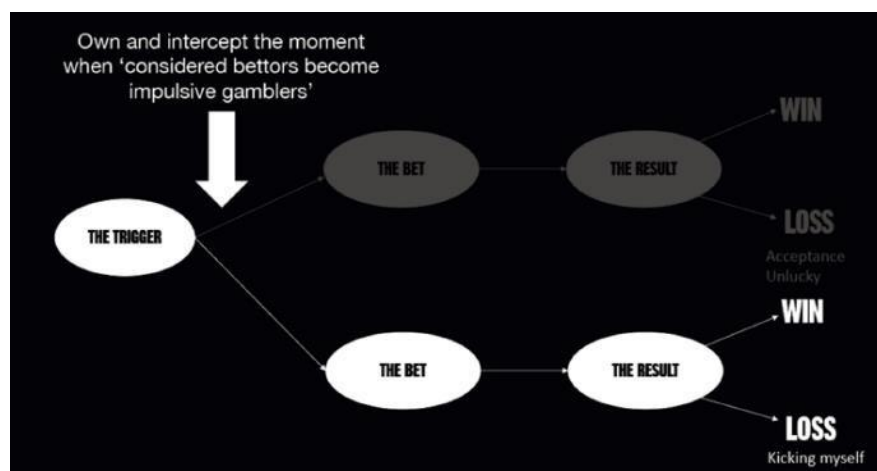 Own and intercept the moment
when ‘considered bettors become
impulsive gamblers’
WIN
THE BET
THE RESULT
LOSS
THE TRIGGER
Acceptance
Unlucky
WIN
THE BET
THE RESULT
LOSS
Kicking myself